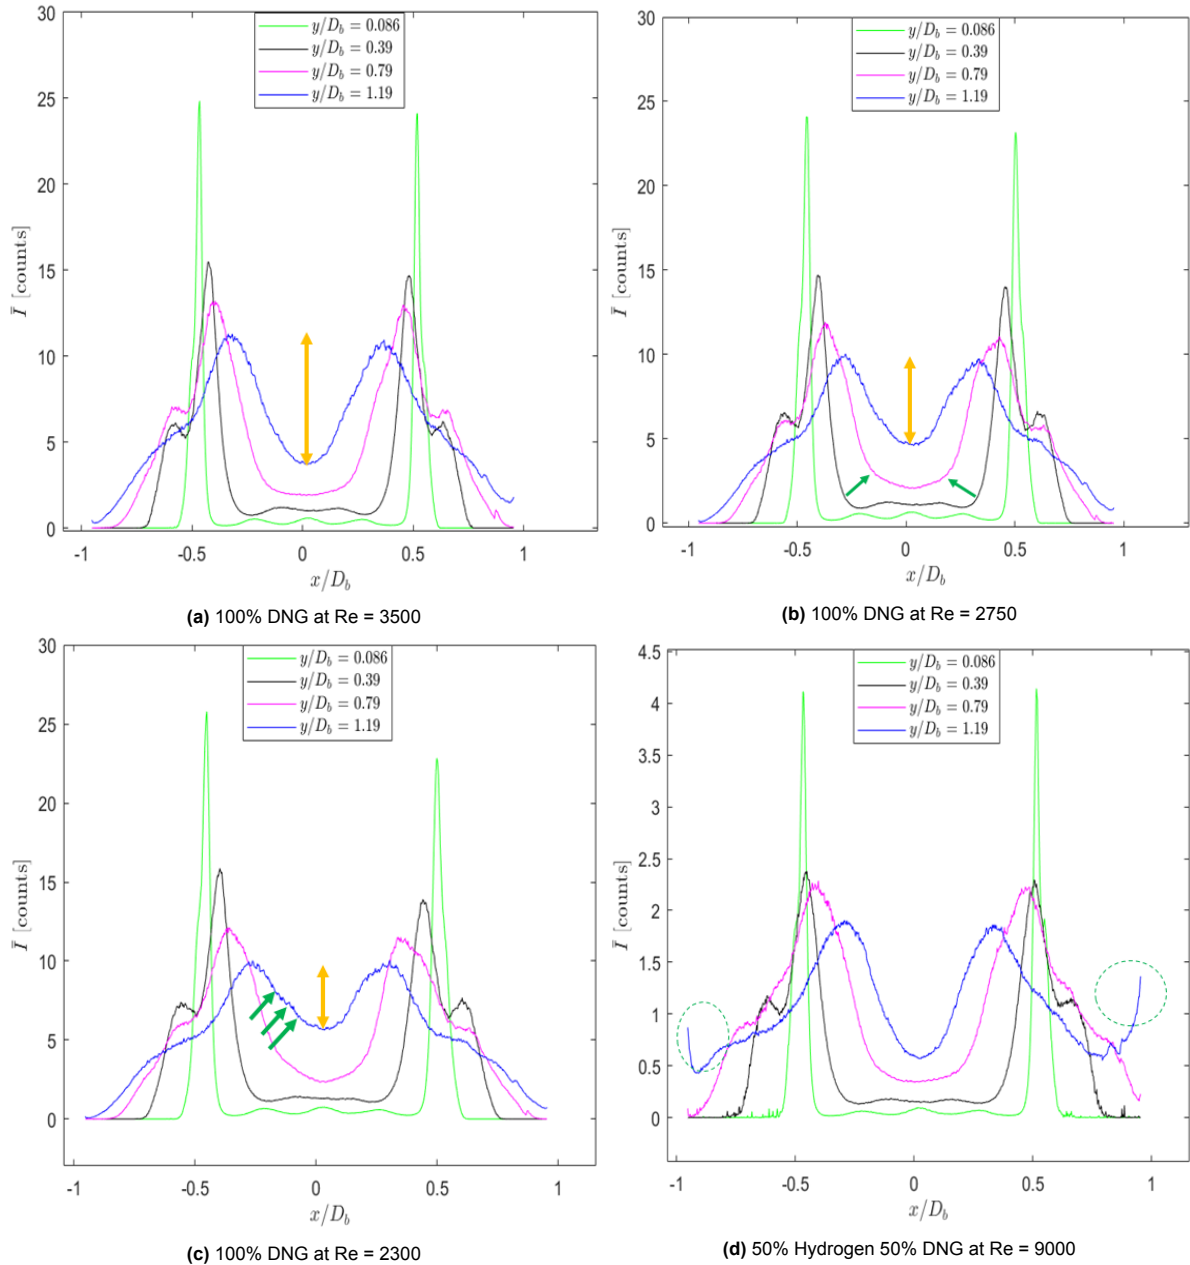 30
25
20
15
10
5
0
-1
-0.5
0
0.5
1
Ī [counts]
x/D_b
y/D_b = 0.086
y/D_b = 0.39
y/D_b = 0.79
y/D_b = 1.19
(a) 100% DNG at Re = 3500
30
25
20
15
10
5
0
-1
-0.5
0
0.5
1
Ī [counts]
x/D_b
y/D_b = 0.086
y/D_b = 0.39
y/D_b = 0.79
y/D_b = 1.19
(b) 100% DNG at Re = 2750
30
25
20
15
10
5
0
-1
-0.5
0
0.5
1
Ī [counts]
x/D_b
y/D_b = 0.086
y/D_b = 0.39
y/D_b = 0.79
y/D_b = 1.19
(c) 100% DNG at Re = 2300
4.5
4
3.5
3
2.5
2
1.5
1
0.5
0
-1
-0.5
0
0.5
1
Ī [counts]
x/D_b
y/D_b = 0.086
y/D_b = 0.39
y/D_b = 0.79
y/D_b = 1.19
(d) 50% Hydrogen 50% DNG at Re = 9000